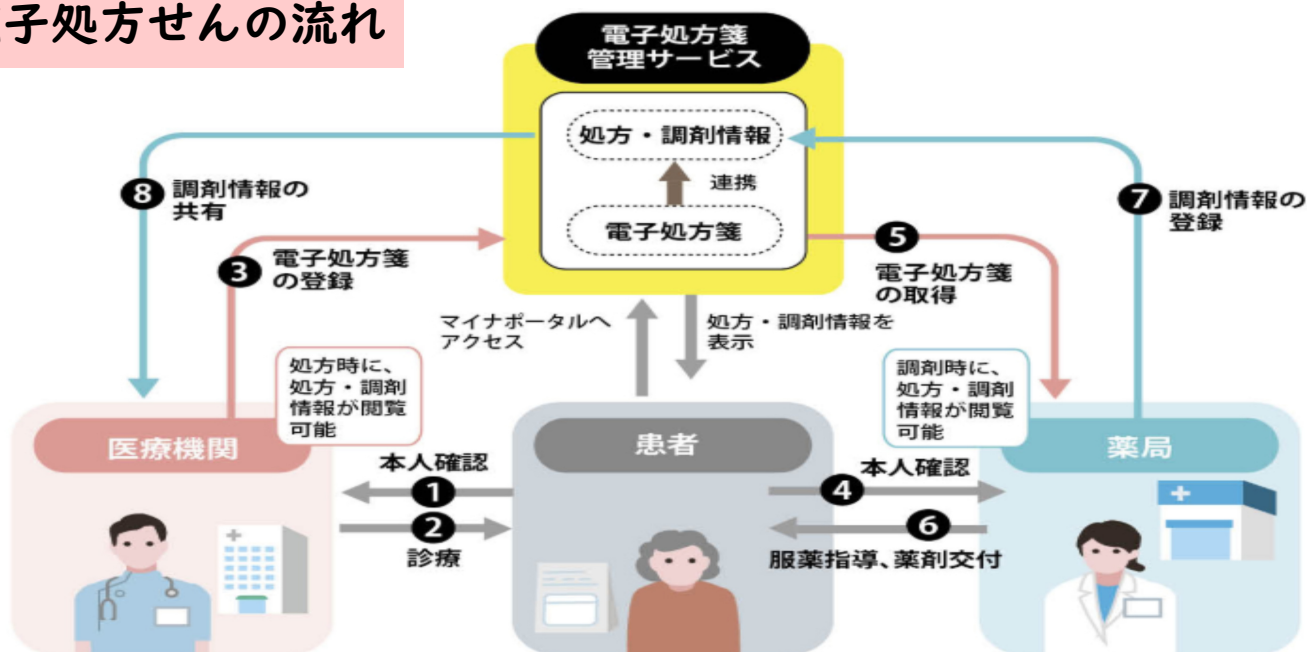 子処方せんの流れ
電子処方箋
管理サービス
処方・調剤情報
連携
電子処方箋
8 調剤情報の
共有
3 電子処方箋
の登録
5
電子処方箋
の取得
7 調剤情報の
登録
マイナポータルへ
アクセス
処方・調剤情報を
表示
処方時に、
処方・調剤
情報が閲覧
可能
調剤時に、
処方・調剤
情報が閲覧
可能
医療機関
患者
薬局
本人確認
1
2
診療
本人確認
4
6
服薬指導、薬剤交付